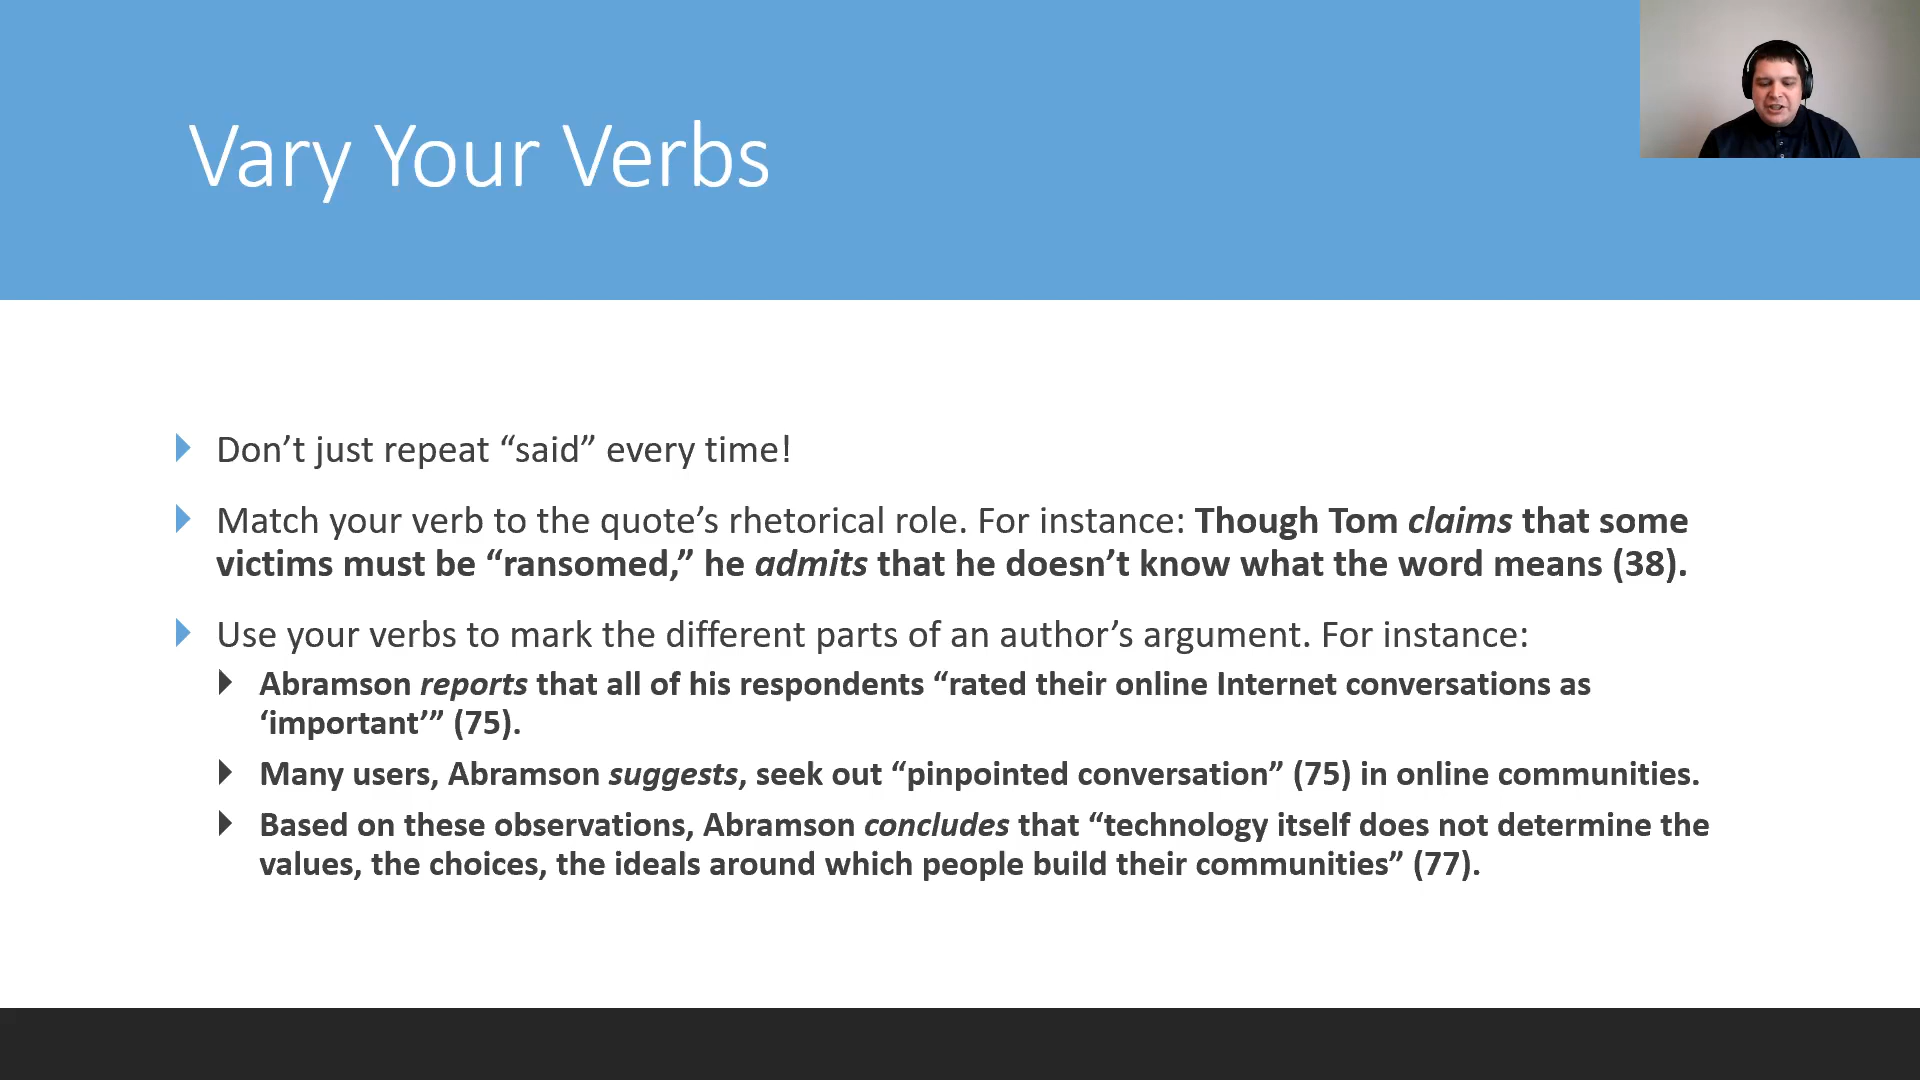 Vary Your Verbs
Don’t just repeat “said” every time!
Match your verb to the quote’s rhetorical role. For instance: Though Tom claims that some
victims must be “ransomed,” he admits that he doesn’t know what the word means (38).
Use your verbs to mark the different parts of an author’s argument. For instance:
Abramson reports that all of his respondents “rated their online Internet conversations as
‘important’” (75).
Many users, Abramson suggests, seek out “pinpointed conversation” (75) in online communities.
Based on these observations, Abramson concludes that “technology itself does not determine the
values, the choices, the ideals around which people build their communities” (77).